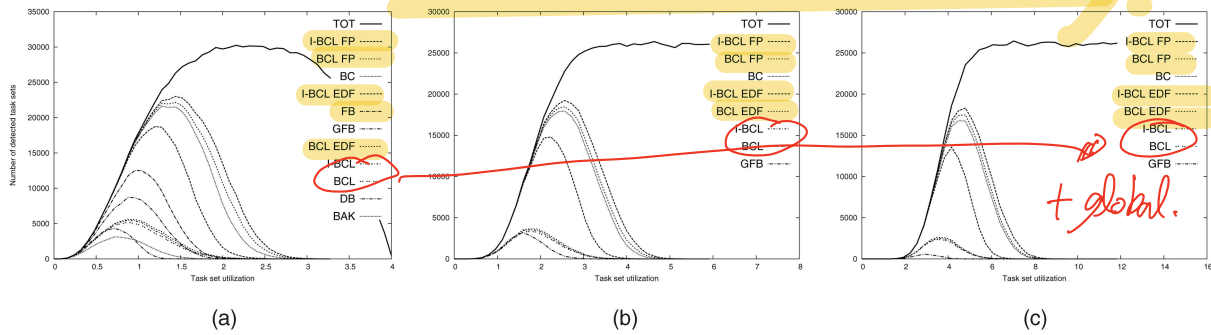 35000
30000
25000
20000
15000
10000
5000
0
Number of detected task sets
TOT
I-BCL FP
BCL FP
BC
I-BCL EDF
FB
GFB
BCL EDF
I-BCL
BCL
DB
BAK
0 0.5 1 1.5 2 2.5 3 3.5 4
Task set utilization
(a)
30000
25000
20000
15000
10000
5000
0
TOT
I-BCL FP
BCL FP
BC
I-BCL EDF
BCL EDF
I-BCL
BCL
GFB
0 1 2 3 4 5 6 7 8
Task set utilization
(b)
30000
25000
20000
15000
10000
5000
0
TOT
I-BCL FP
BCL FP
BC
I-BCL EDF
BCL EDF
I-BCL
BCL
GFB
+ global.
0 2 4 6 8 10 12 14 16
Task set utilization
(c)